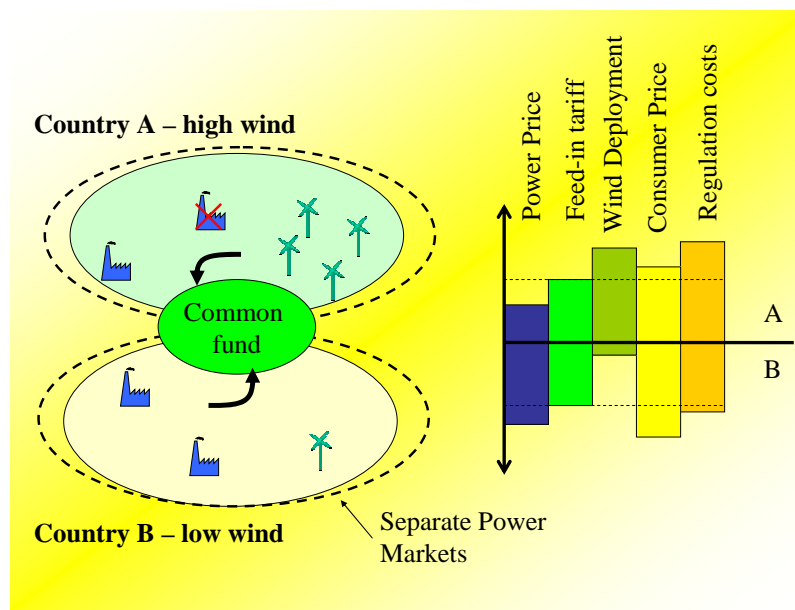 Country A – high wind
Common
fund
Country B – low wind
Separate Power
Markets
Power Price
Feed-in tariff
Wind Deployment
Consumer Price
Regulation costs
A
B